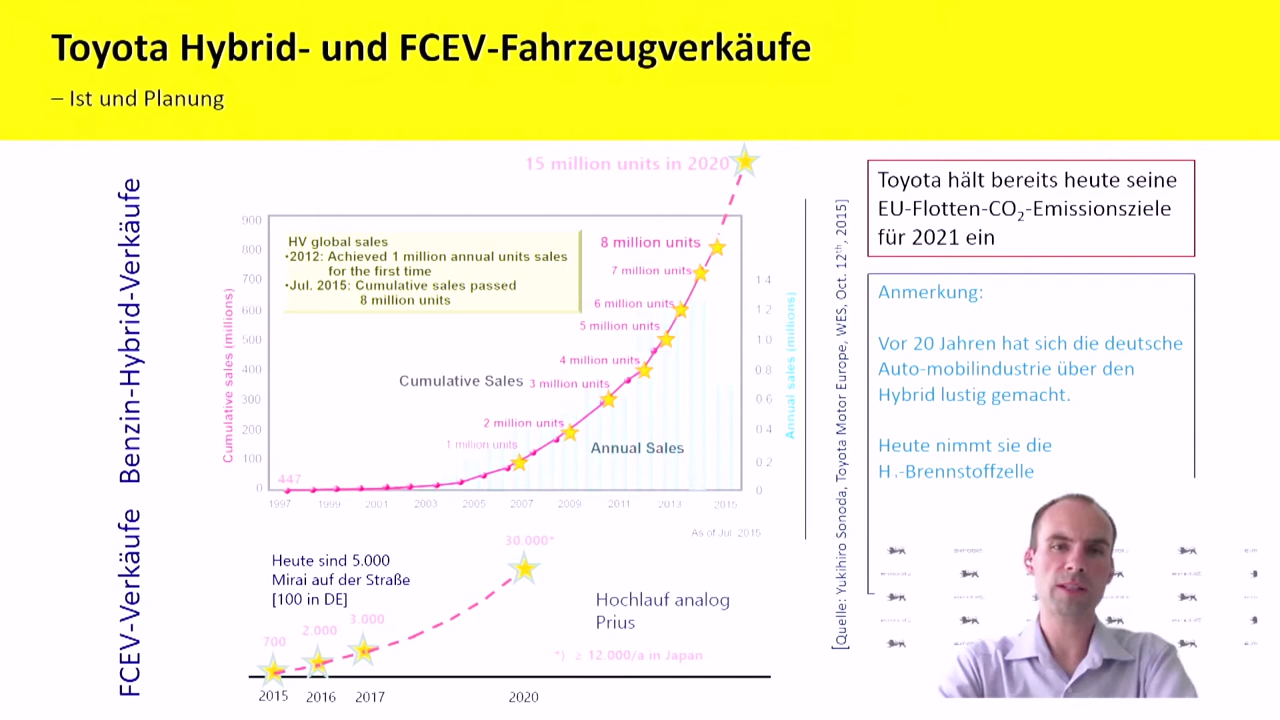 Toyota Hybrid- und FCEV-Fahrzeugverkäufe
– Ist und Planung
Benzin-Hybrid-Verkäufe
FCEV-Verkäufe
15 million units in 2020
Cumulative sales (millions)
900
800
700
600
500
400
300
200
100
0
HV global sales
•2012: Achieved 1 million annual units sales
for the first time
•Jul. 2015: Cumulative sales passed
8 million units
8 million units
7 million units
6 million units
5 million units
4 million units
Cumulative Sales
3 million units
2 million units
1 million units
Annual Sales
447
1.4
1.2
1.0
0.8
0.6
0.4
0.2
0
Annual sales (millions)
1997 1999 2001 2003 2005 2007 2009 2011 2013 2015
As of Jul. 2015
[Quelle: Yukihiro Sonoda, Toyota Motor Europe, WES, Oct. 12th, 2015]
Heute sind 5.000
Mirai auf der Straße
[100 in DE]
700
2.000
3.000
30.000*
Hochlauf analog
Prius
*) ≥ 12.000/a in Japan
2015 2016 2017 2020
Toyota hält bereits heute seine
EU-Flotten-CO2-Emissionsziele
für 2021 ein
Anmerkung:
Vor 20 Jahren hat sich die deutsche
Auto-mobilindustrie über den
Hybrid lustig gemacht.
Heute nimmt sie die
H2-Brennstoffzelle